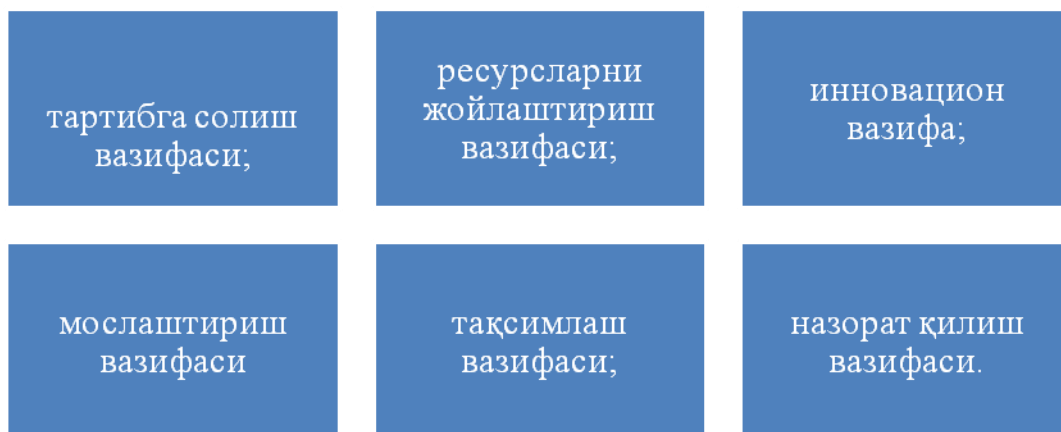 тартибга солиш
вазифаси;
ресурсларни
жойлаштириш
вазифаси;
инновацион
вазифа;
мослаштириш
вазифаси
тақсимлаш
вазифаси;
назорат қилиш
вазифаси.